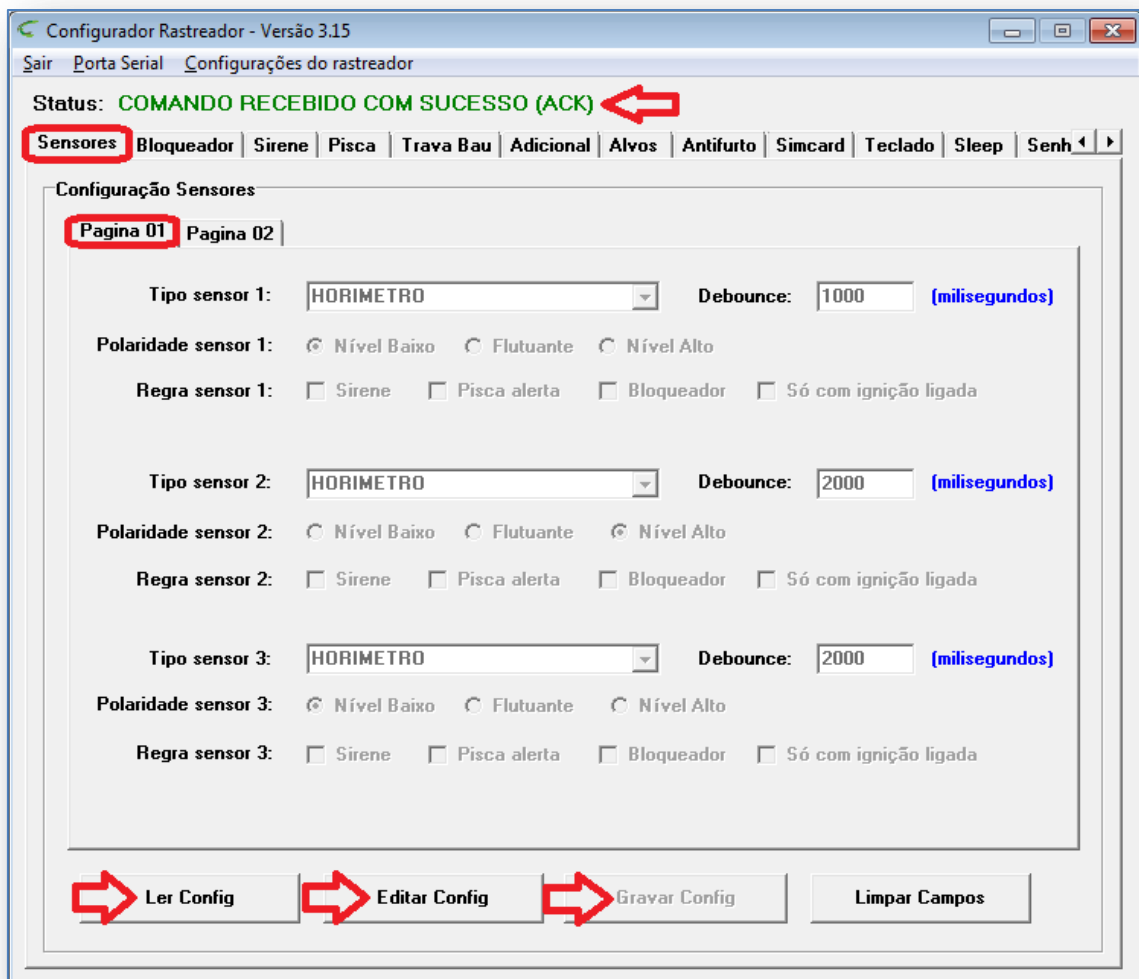 Configurador Rastreador - Versão 3.15
Sair Porta Serial Configurações do rastreador
Status: COMANDO RECEBIDO COM SUCESSO (ACK)
Sensores Bloqueador Sirene Pisca Trava Bau Adicional Alvos Antifurto Simcard Teclado Sleep Senh
Configuração Sensores
Pagina 01 Pagina 02
Tipo sensor 1: HORIMETRO Debounce: 1000 (milisegundos)
Polaridade sensor 1: Nível Baixo Flutuante Nível Alto
Regra sensor 1: Sirene Pisca alerta Bloqueador Só com ignição ligada
Tipo sensor 2: HORIMETRO Debounce: 2000 (milisegundos)
Polaridade sensor 2: Nível Baixo Flutuante Nível Alto
Regra sensor 2: Sirene Pisca alerta Bloqueador Só com ignição ligada
Tipo sensor 3: HORIMETRO Debounce: 2000 (milisegundos)
Polaridade sensor 3: Nível Baixo Flutuante Nível Alto
Regra sensor 3: Sirene Pisca alerta Bloqueador Só com ignição ligada
Ler Config Editar Config Gravar Config Limpar Campos